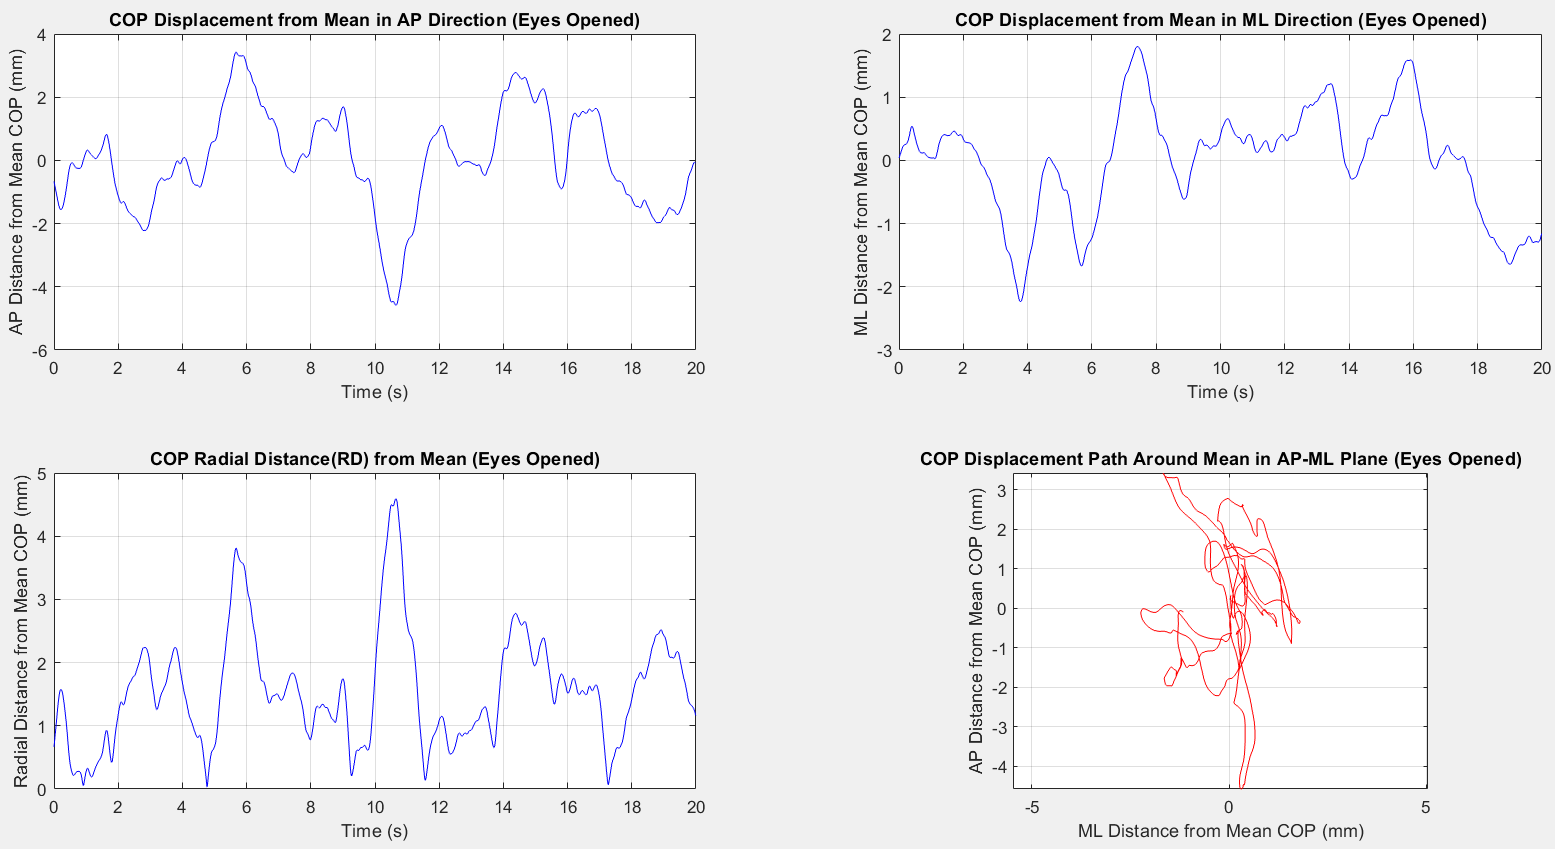 COP Displacement from Mean in AP Direction (Eyes Opened)
AP Distance from Mean COP (mm)
4
2
0
-2
-4
-6
0 2 4 6 8 10 12 14 16 18 20
Time (s)
COP Displacement from Mean in ML Direction (Eyes Opened)
ML Distance from Mean COP (mm)
2
1
0
-1
-2
-3
0 2 4 6 8 10 12 14 16 18 20
Time (s)
COP Radial Distance(RD) from Mean (Eyes Opened)
Radial Distance from Mean COP (mm)
5
4
3
2
1
0
0 2 4 6 8 10 12 14 16 18 20
Time (s)
COP Displacement Path Around Mean in AP-ML Plane (Eyes Opened)
AP Distance from Mean COP (mm)
3
2
1
0
-1
-2
-3
-4
-5 0 5
ML Distance from Mean COP (mm)